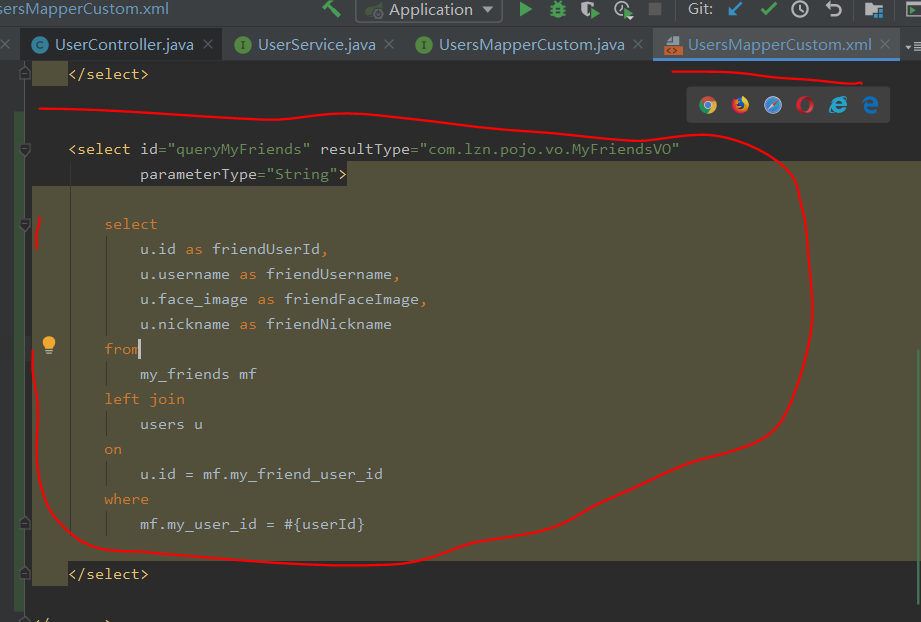 sersMapperCustom.xml Application Git:
UserController.java UserService.java UsersMapperCustom.java UsersMapperCustom.xml
</select>
<select id="queryMyFriends" resultType="com.lzn.pojo.vo.MyFriendsVO"
parameterType="String">
select
u.id as friendUserId,
u.username as friendUsername,
u.face_image as friendFaceImage,
u.nickname as friendNickname
from
my_friends mf
left join
users u
on
u.id = mf.my_friend_user_id
where
mf.my_user_id = #{userId}
</select>